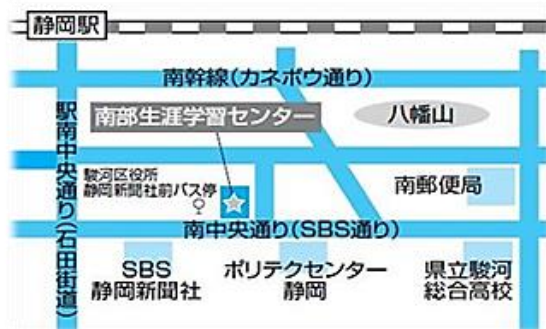 静岡駅
南幹線(カネボウ通り)
八幡山
南部生涯学習センター
駅南中央通り(石田街道)
駿河区役所
静岡新聞社前バス停
南郵便局
南中央通り(SBS通り)
SBS
静岡新聞社
ポリテクセンター
静岡
県立駿河
総合高校